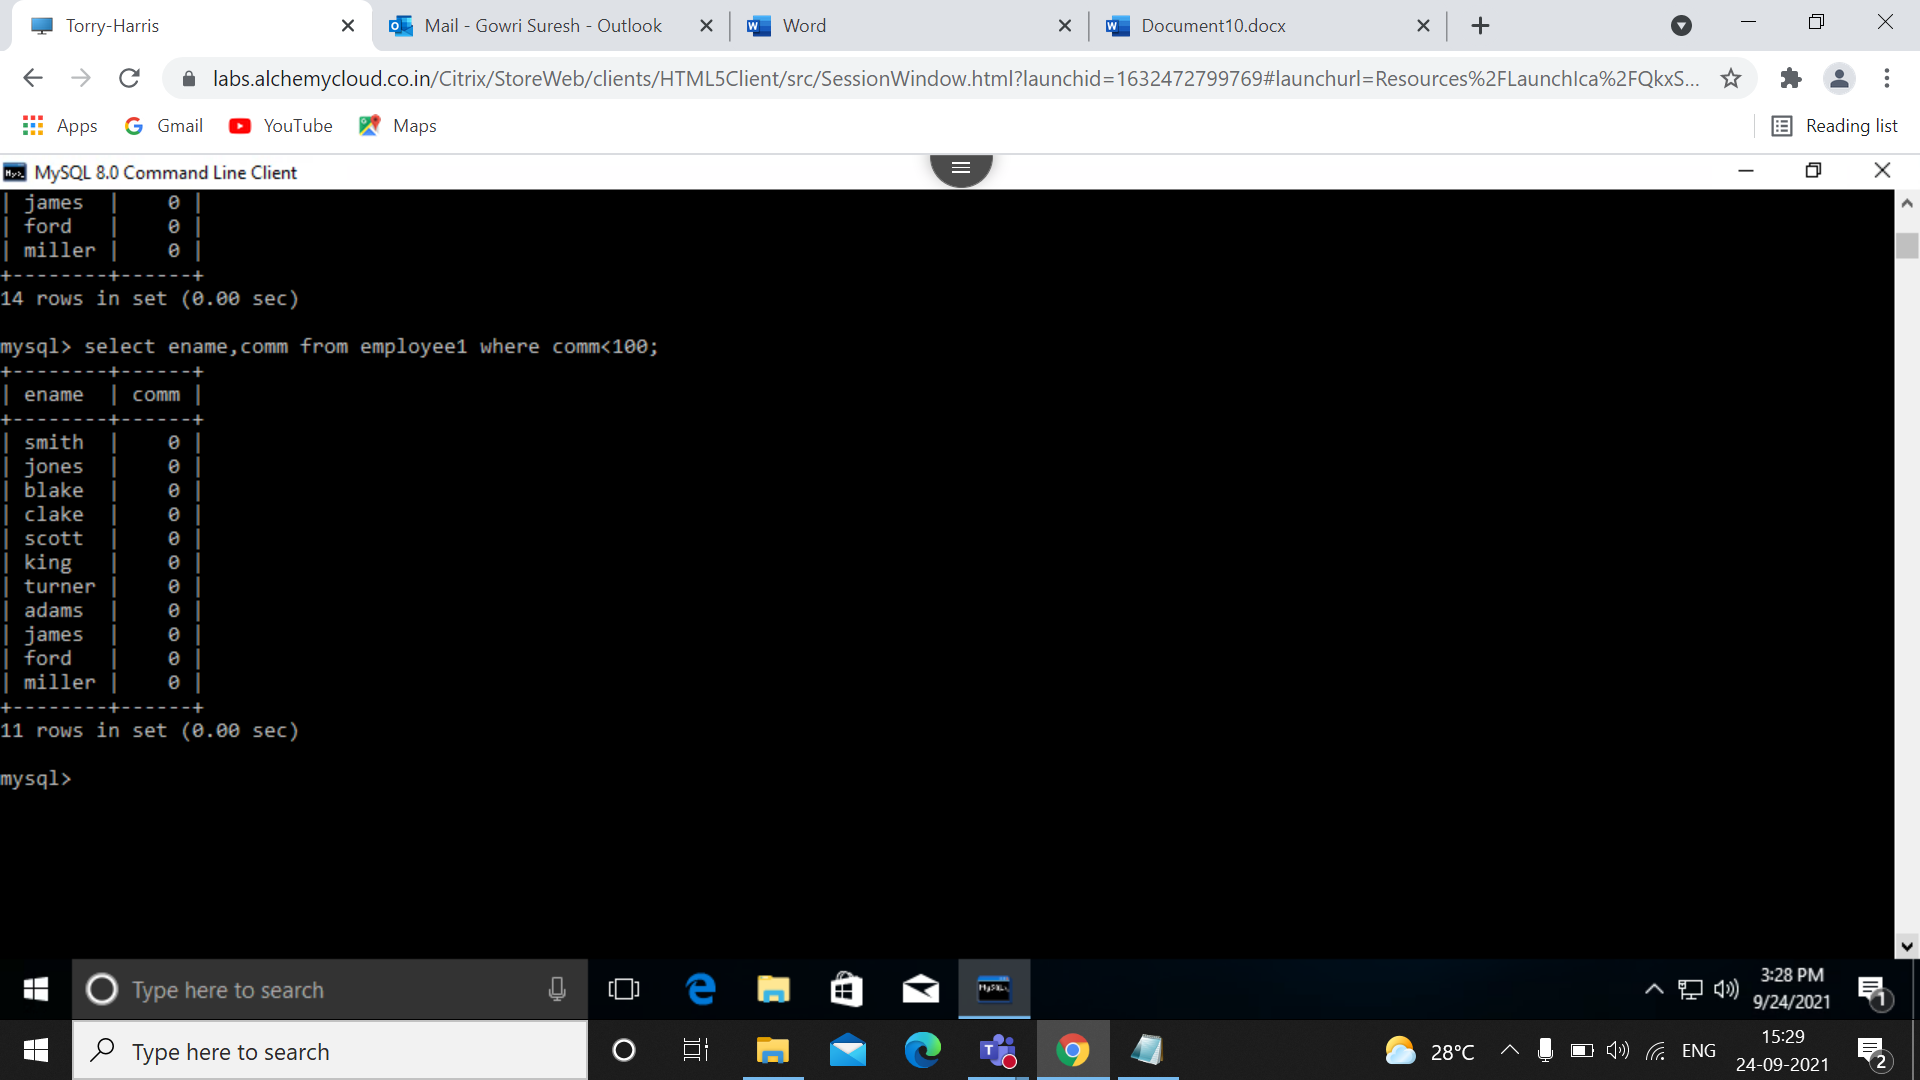 Torry-Harris
Mail - Gowri Suresh - Outlook
Word
Document10.docx
labs.alchemycloud.co.in/Citrix/StoreWeb/clients/HTML5Client/src/SessionWindow.html?launchid=1632472799769#launchurl=Resources%2FLaunchIca%2FQkxS...
Apps
Gmail
YouTube
Maps
Reading list
MySQL 8.0 Command Line Client
| james  |    0 |
| ford   |    0 |
| miller |    0 |
+--------+------+
14 rows in set (0.00 sec)
mysql> select ename,comm from employee1 where comm<100;
+--------+------+
| ename  | comm |
+--------+------+
| smith  |    0 |
| jones  |    0 |
| blake  |    0 |
| clake  |    0 |
| scott  |    0 |
| king   |    0 |
| turner |    0 |
| adams  |    0 |
| james  |    0 |
| ford   |    0 |
| miller |    0 |
+--------+------+
11 rows in set (0.00 sec)
mysql>
Type here to search
3:28 PM
9/24/2021
1
Type here to search
28°C
ENG
15:29
24-09-2021
2